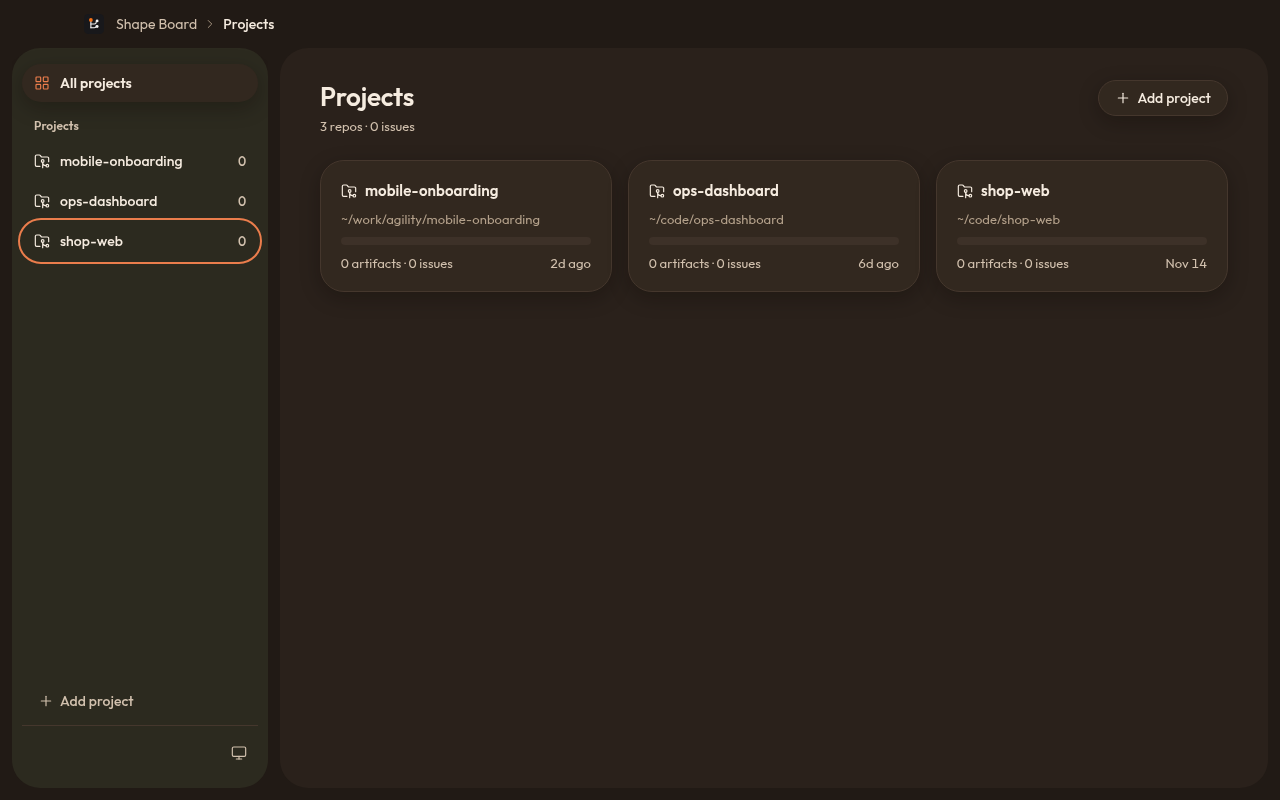 Shape Board > Projects
All projects
Projects
mobile-onboarding 0
ops-dashboard 0
shop-web 0
Add project
Projects
3 repos · 0 issues
Add project
mobile-onboarding
~/work/agility/mobile-onboarding
0 artifacts · 0 issues 2d ago
ops-dashboard
~/code/ops-dashboard
0 artifacts · 0 issues 6d ago
shop-web
~/code/shop-web
0 artifacts · 0 issues Nov 14